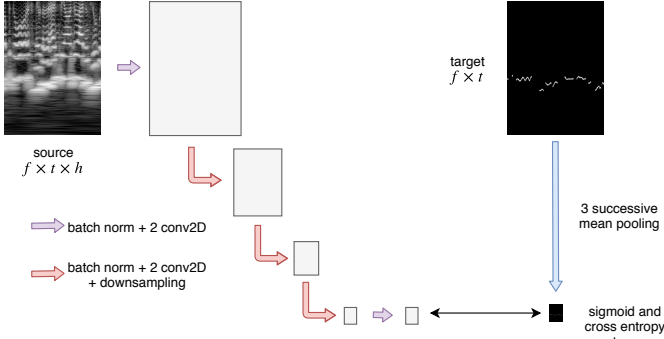 source
f × t × h
target
f × t
batch norm + 2 conv2D
batch norm + 2 conv2D
+ downsampling
3 successive
mean pooling
sigmoid and
cross entropy